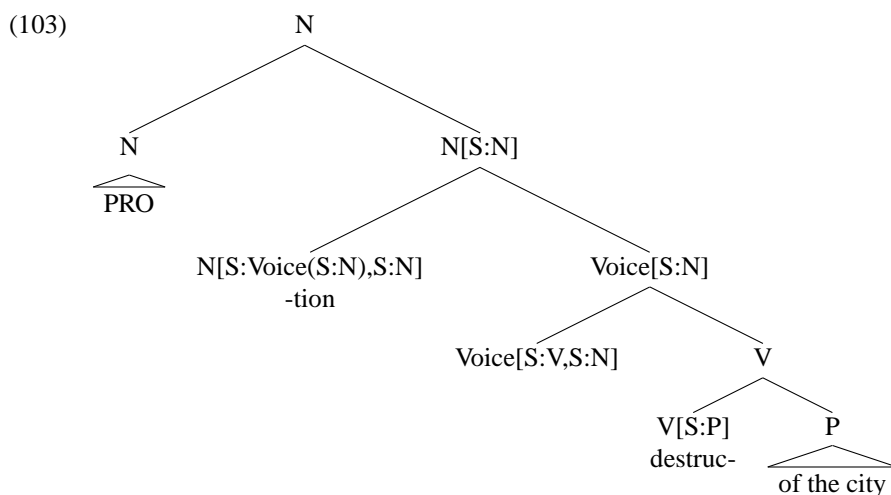 (103) N
N N[S:N]
PRO
N[S:Voice(S:N),S:N] Voice[S:N]
-tion
Voice[S:V,S:N] V
V[S:P] P
destruc-
of the city